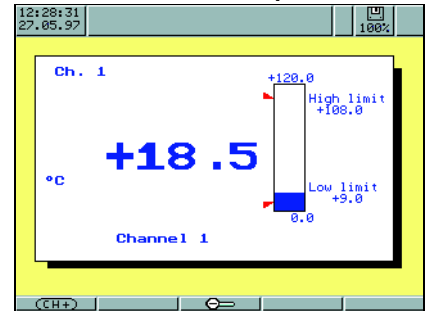 12:28:31
27.05.97
100%
Ch. 1
+120.0
High limit
+108.0
+18.5
°C
Low limit
+9.0
0.0
Channel 1
(CH+)